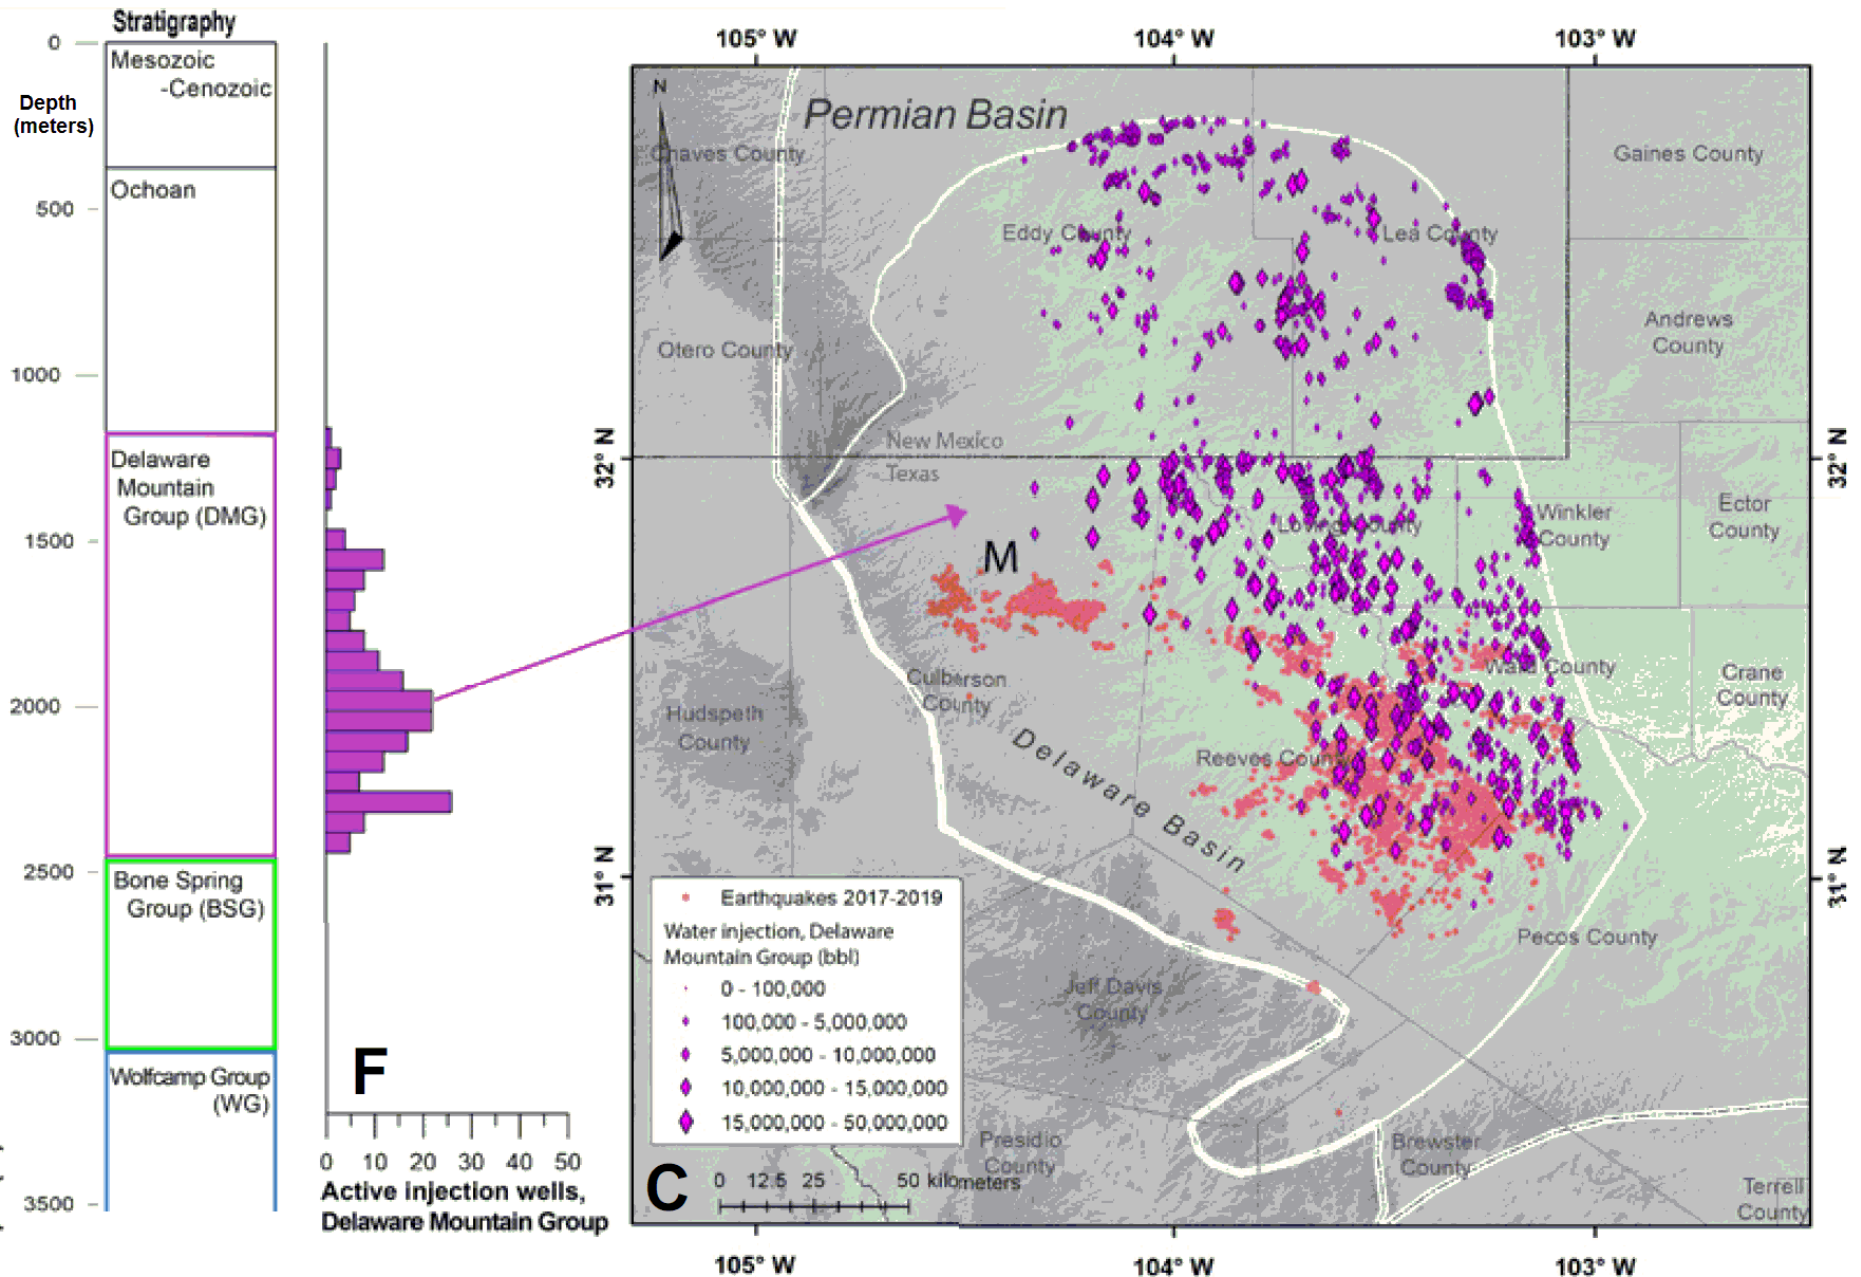 Stratigraphy
0
Mesozoic
-Cenozoic
Depth
(meters)
Ochoan
500
1000
Delaware
Mountain
Group (DMG)
1500
2000
2500
Bone Spring
Group (BSG)
3000
Wolfcamp Group
(WG)
3500
F
0 10 20 30 40 50
Active injection wells,
Delaware Mountain Group
105° W 104° W 103° W
N
Permian Basin
Chaves County
Gaines County
Eddy County
Lea County
Otero County
Andrews
County
New Mexico
Texas
32° N
32° N
Loving County
Winkler
County
Ector
County
M
Culberson
County
Ward County
Crane
County
Hudspeth
County
Reeves County
Delaware Basin
31° N
31° N
Pecos County
Jeff Davis
County
Presidio
County
Brewster
County
Terrell
County
Earthquakes 2017-2019
Water injection, Delaware
Mountain Group (bbl)
0 - 100,000
100,000 - 5,000,000
5,000,000 - 10,000,000
10,000,000 - 15,000,000
15,000,000 - 50,000,000
C
0 12.5 25 50 kilometers
105° W 104° W 103° W